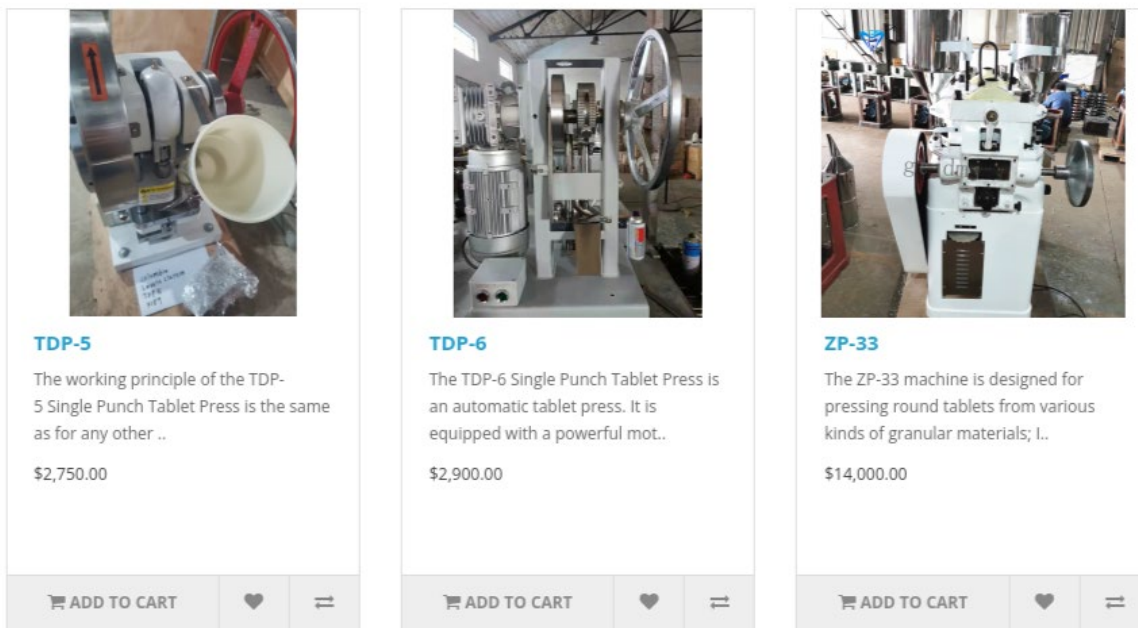 TDP-5
The working principle of the TDP-
5 Single Punch Tablet Press is the same
as for any other ..
$2,750.00
ADD TO CART
TDP-6
The TDP-6 Single Punch Tablet Press is
an automatic tablet press. It is
equipped with a powerful mot..
$2,900.00
ADD TO CART
ZP-33
The ZP-33 machine is designed for
pressing round tablets from various
kinds of granular materials; I..
$14,000.00
ADD TO CART